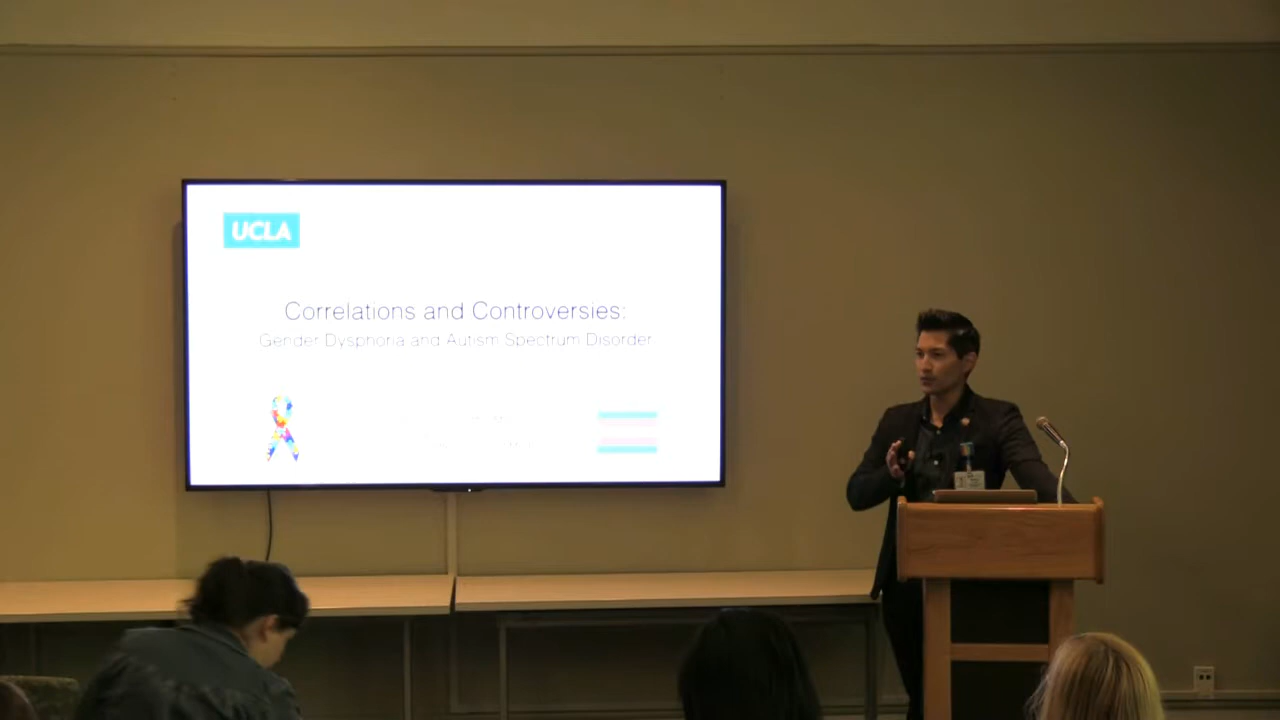 UCLA
Correlations and Controversies:
Gender Dysphoria and Autism Spectrum Disorder